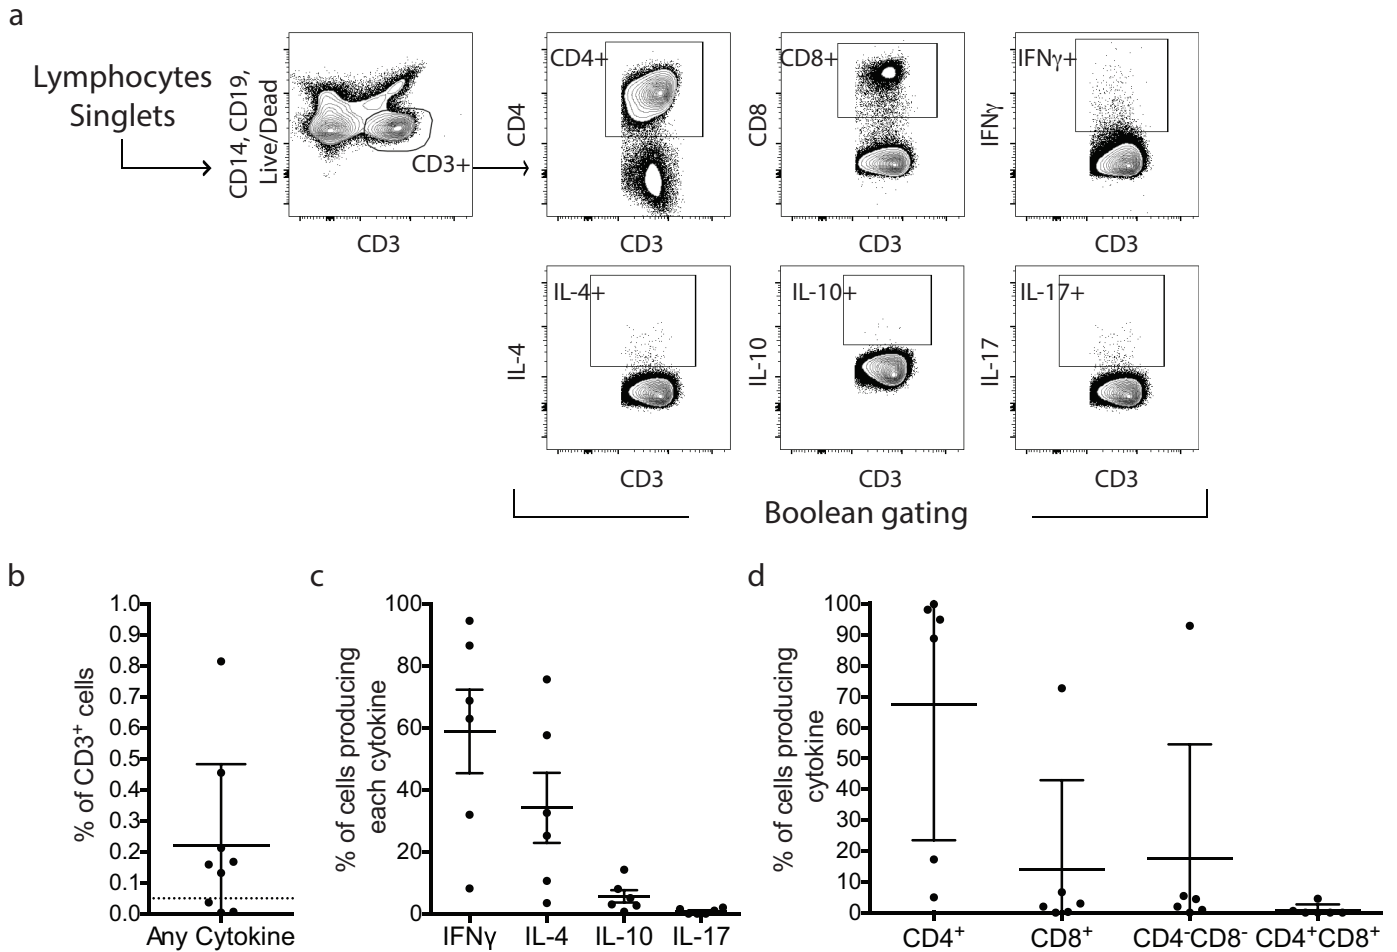 a
Lymphocytes
Singlets
CD14, CD19,
Live/Dead
CD3+
CD3
CD4+
CD4
CD3
CD8+
CD8
CD3
IFNγ+
IFNγ
CD3
IL-4+
IL-4
CD3
IL-10+
IL-10
CD3
IL-17+
IL-17
CD3
Boolean gating
b
% of CD3⁺ cells
1.0
0.9
0.8
0.7
0.6
0.5
0.4
0.3
0.2
0.1
0.0
Any Cytokine
c
% of cells producing
each cytokine
100
80
60
40
20
0
IFNγ
IL-4
IL-10
IL-17
d
% of cells producing
cytokine
100
90
80
70
60
50
40
30
20
10
0
CD4⁺
CD8⁺
CD4⁻CD8⁻
CD4⁺CD8⁺